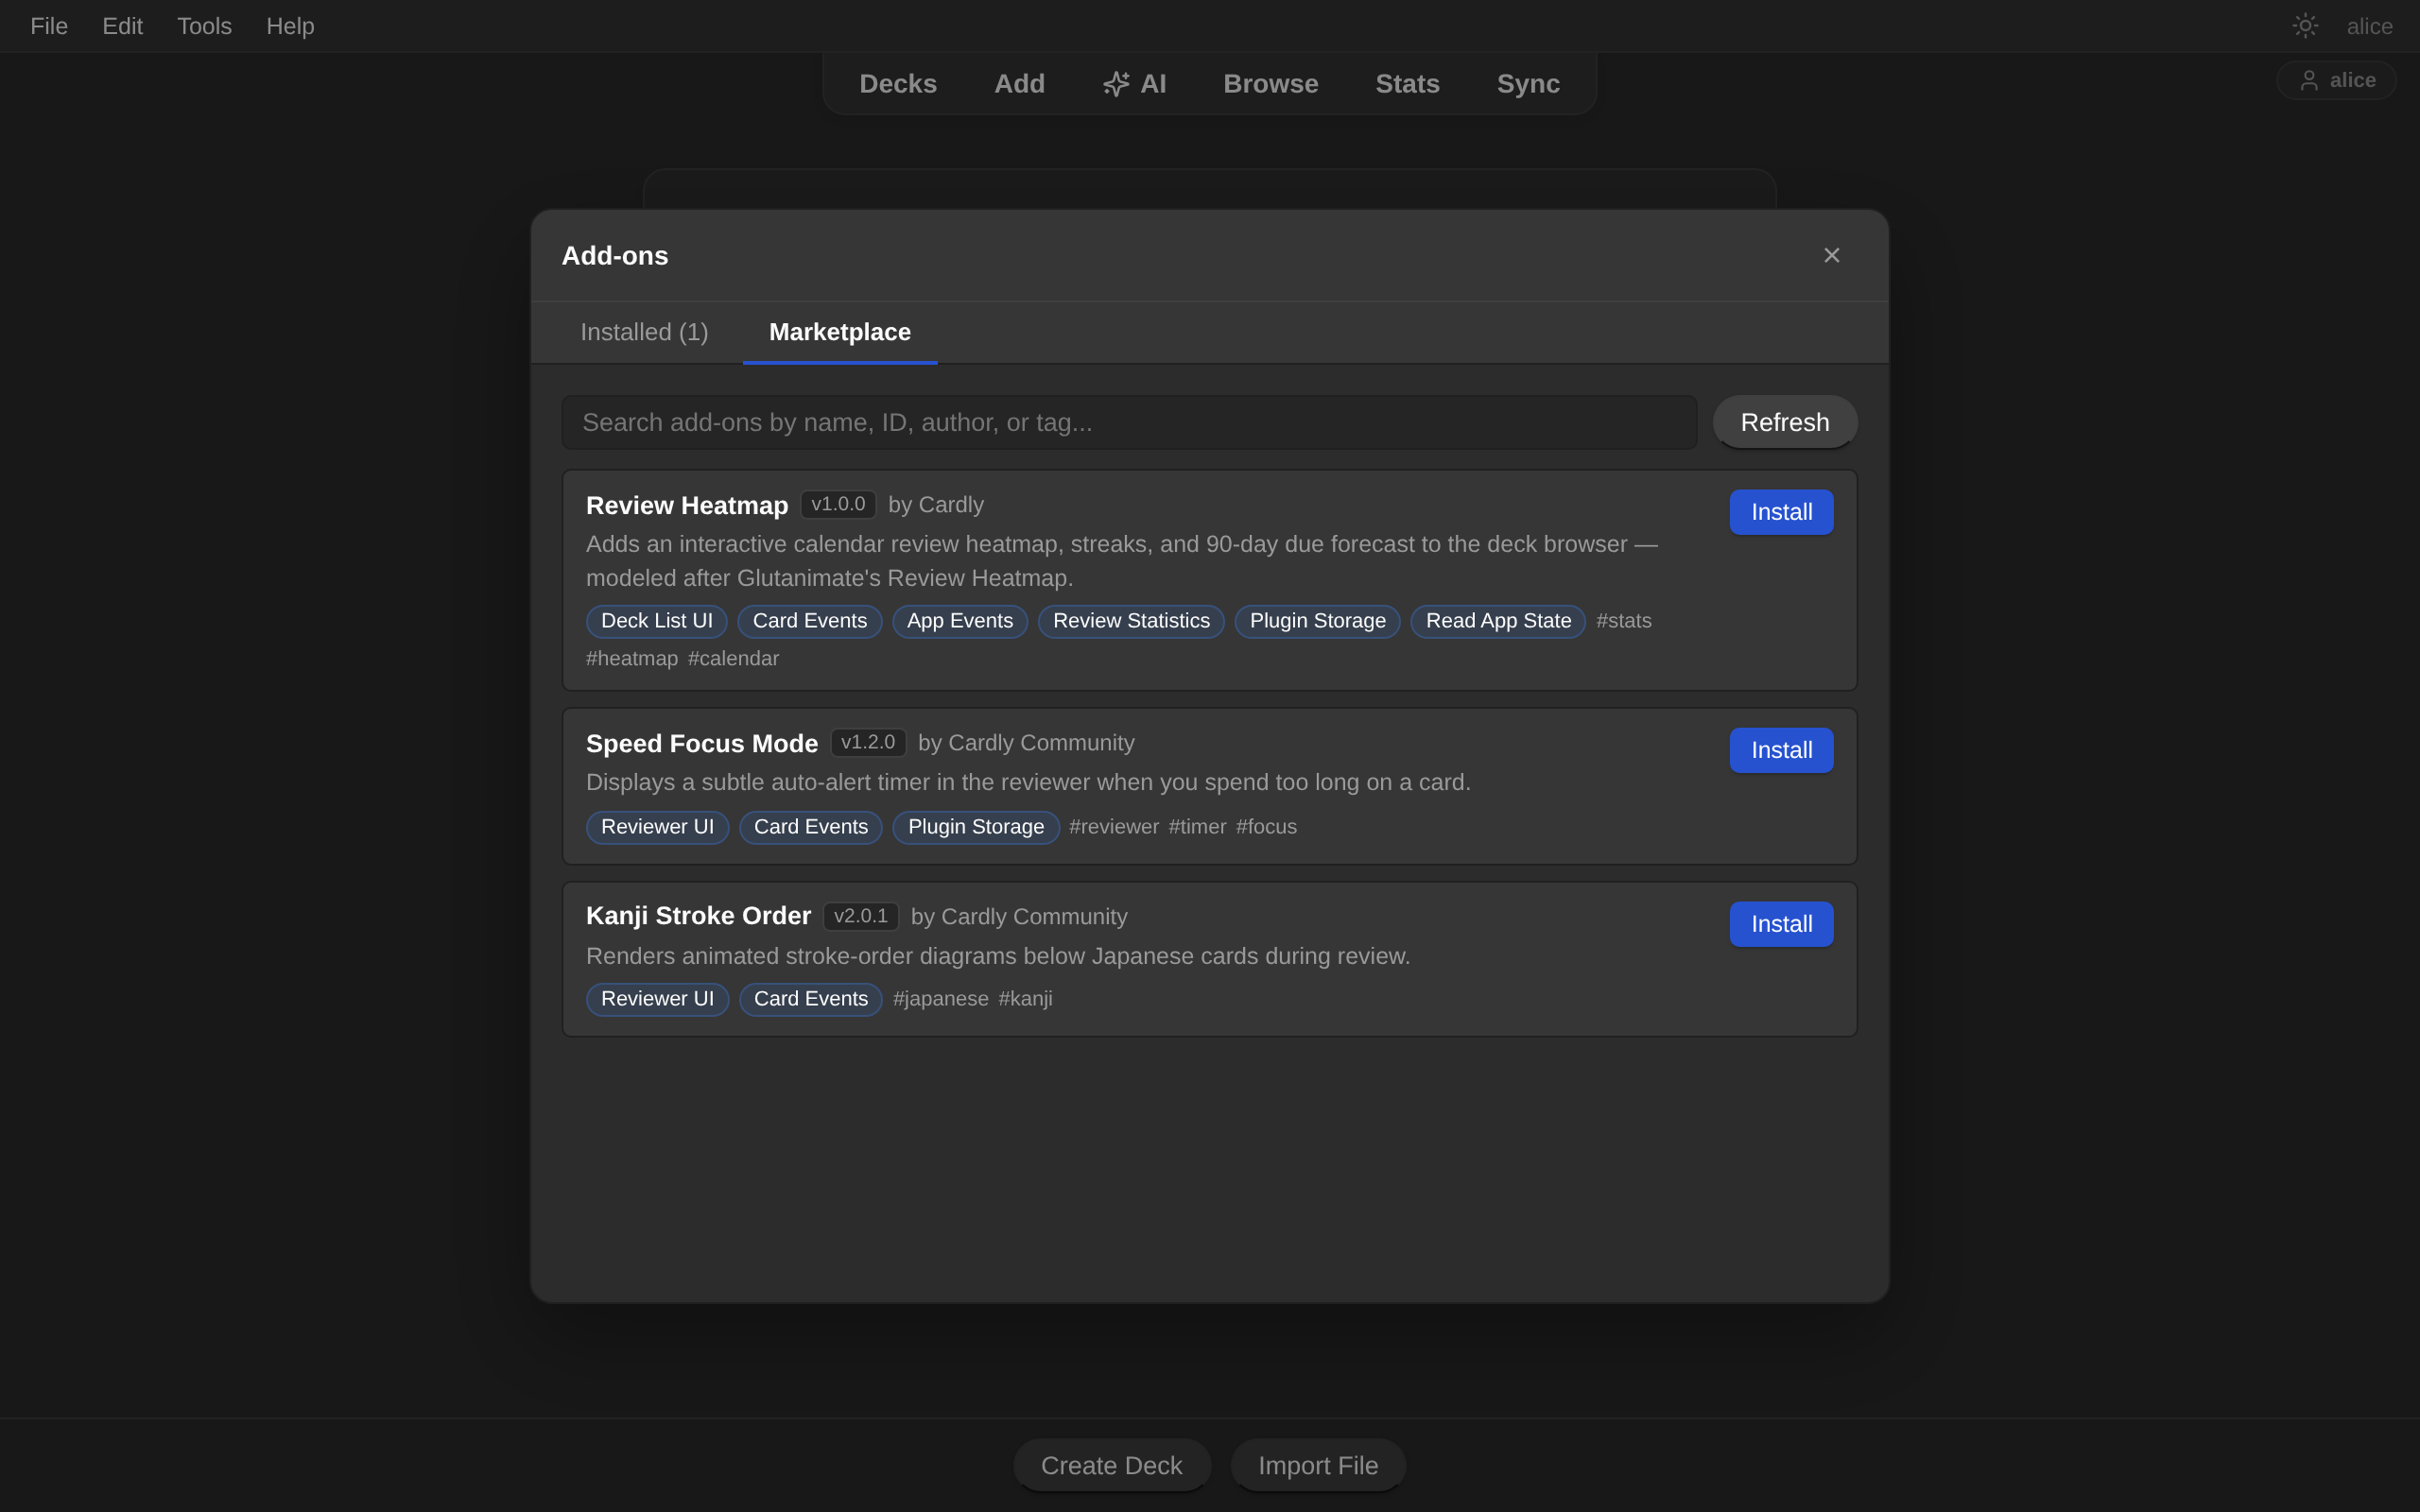 File Edit Tools Help alice
Decks Add AI Browse Stats Sync
alice
Add-ons ×
Installed (1) Marketplace
Search add-ons by name, ID, author, or tag... Refresh
Review Heatmap v1.0.0 by Cardly Install
Adds an interactive calendar review heatmap, streaks, and 90-day due forecast to the deck browser —
modeled after Glutanimate's Review Heatmap.
Deck List UI Card Events App Events Review Statistics Plugin Storage Read App State #stats
#heatmap #calendar
Speed Focus Mode v1.2.0 by Cardly Community Install
Displays a subtle auto-alert timer in the reviewer when you spend too long on a card.
Reviewer UI Card Events Plugin Storage #reviewer #timer #focus
Kanji Stroke Order v2.0.1 by Cardly Community Install
Renders animated stroke-order diagrams below Japanese cards during review.
Reviewer UI Card Events #japanese #kanji
Create Deck Import File